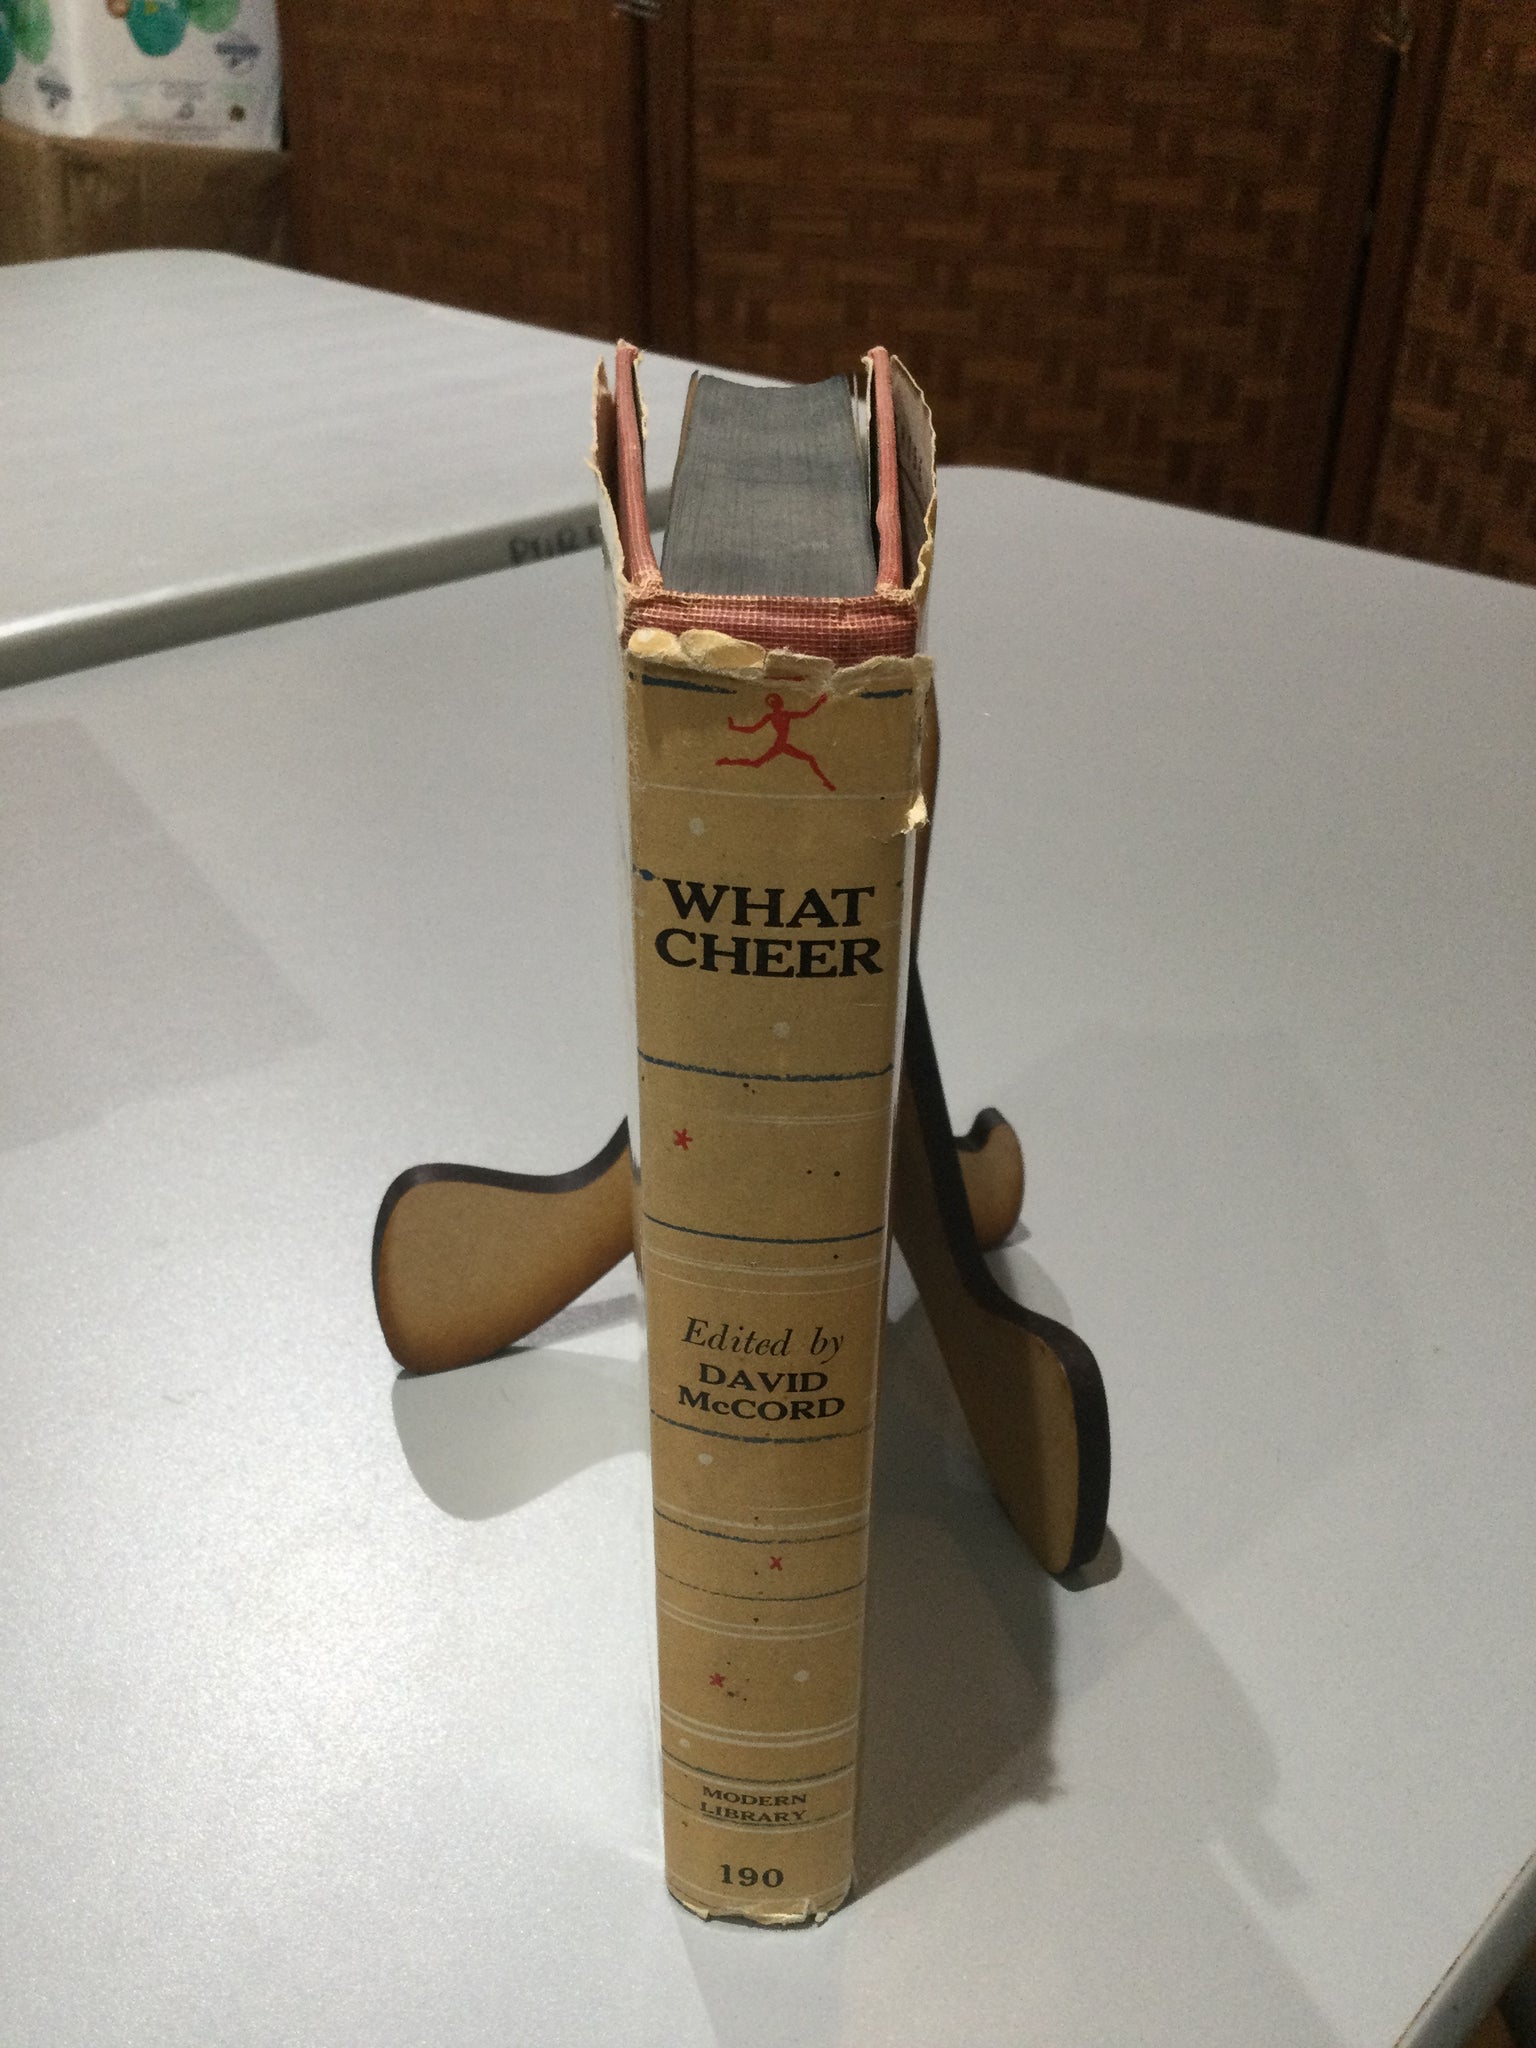 WHAT
CHEER
Edited by
DAVID
McCORD
MODERN
LIBRARY
190